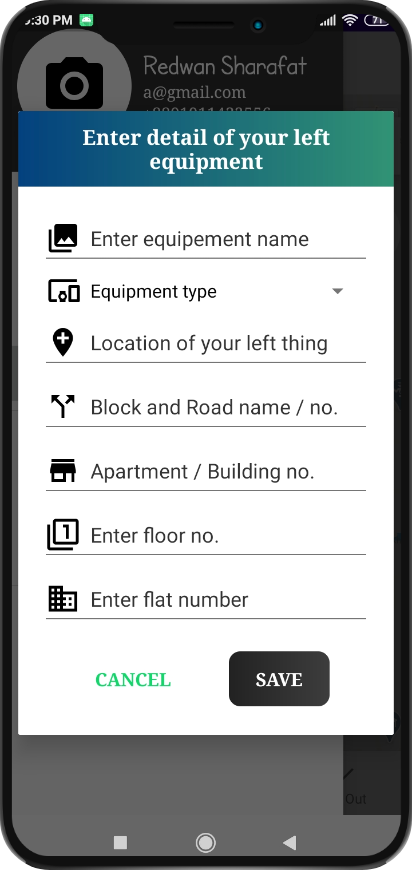 :30 PM
71
Redwan Sharafat
a@gmail.com
Enter detail of your left
equipment
Enter equipement name
Equipment type
Location of your left thing
Block and Road name / no.
Apartment / Building no.
1
Enter floor no.
Enter flat number
CANCEL
SAVE
Out